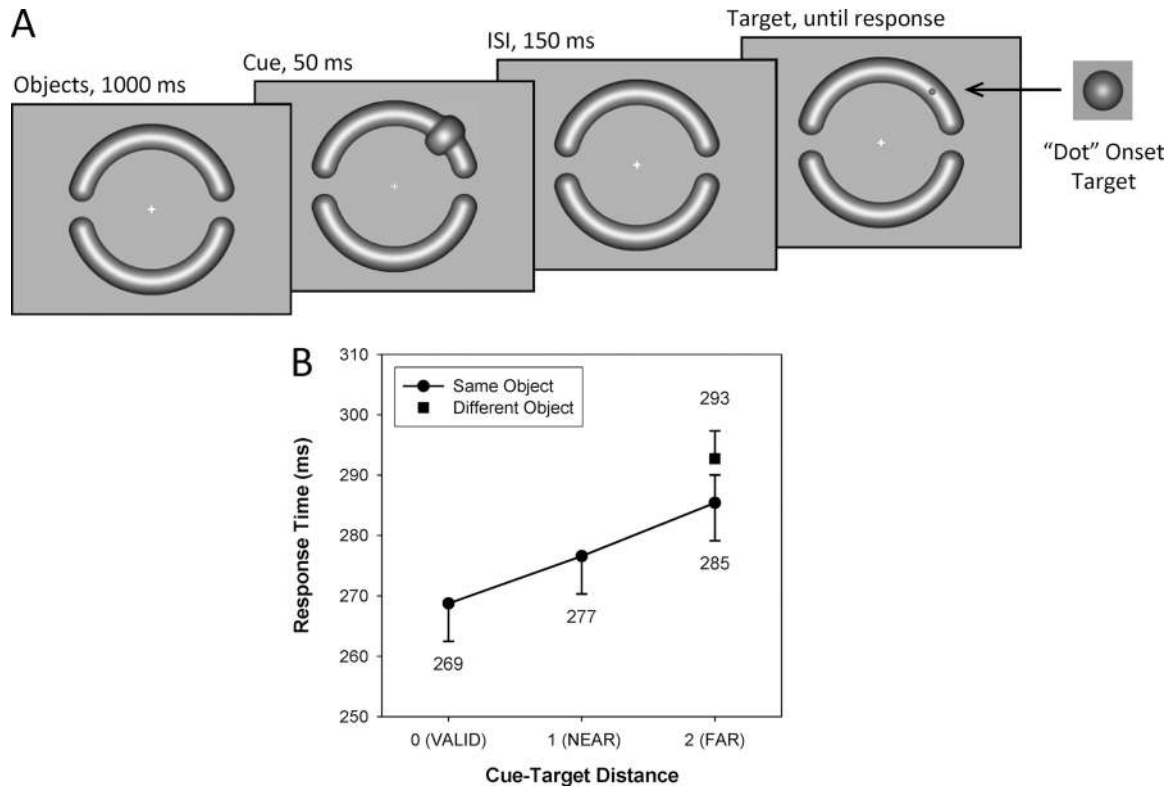 A
Objects, 1000 ms
Cue, 50 ms
ISI, 150 ms
Target, until response
“Dot” Onset
Target
B
310
300
290
280
270
260
250
Response Time (ms)
Same Object
Different Object
293
285
277
269
0 (VALID)
1 (NEAR)
2 (FAR)
Cue-Target Distance